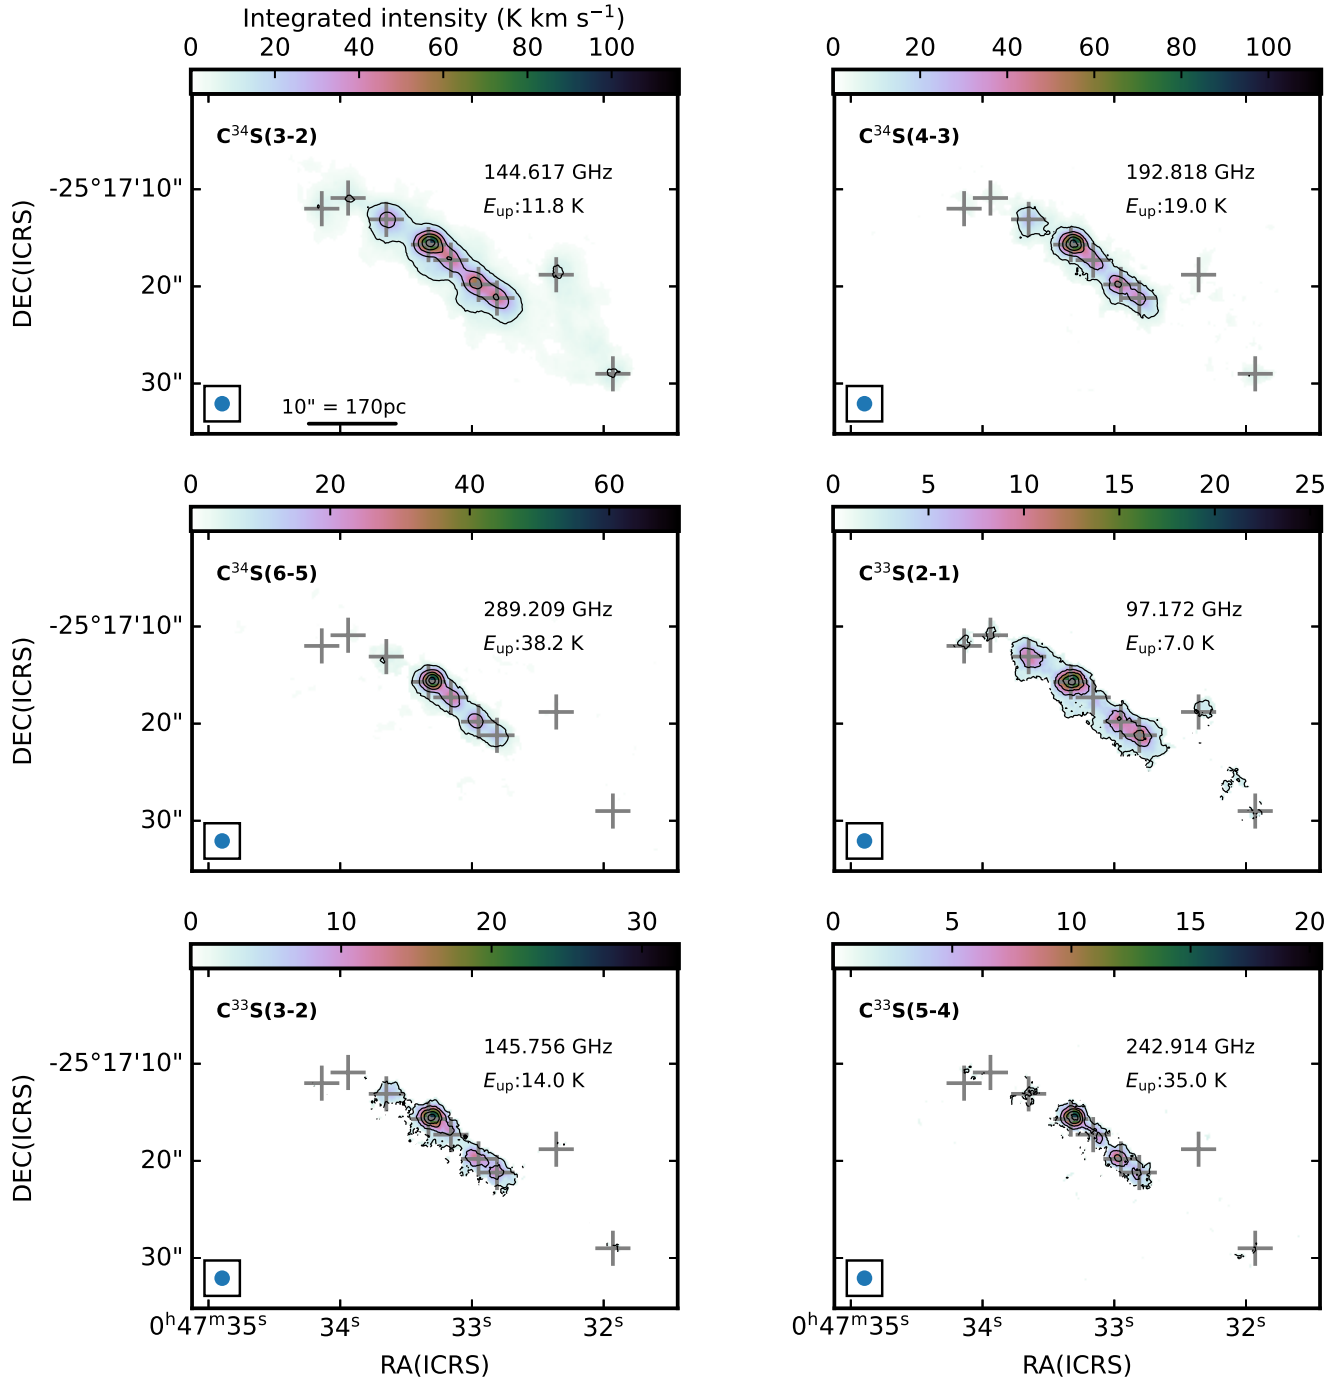 Integrated intensity (K km s⁻¹)
0 20 40 60 80 100
0 20 40 60 80 100
C³⁴S(3-2)
144.617 GHz
E_up:11.8 K
10" = 170pc
DEC(ICRS)
-25°17'10"
20"
30"
C³⁴S(4-3)
192.818 GHz
E_up:19.0 K
0 20 40 60
0 5 10 15 20 25
C³⁴S(6-5)
289.209 GHz
E_up:38.2 K
DEC(ICRS)
-25°17'10"
20"
30"
C³³S(2-1)
97.172 GHz
E_up:7.0 K
0 10 20 30
0 5 10 15 20
C³³S(3-2)
145.756 GHz
E_up:14.0 K
DEC(ICRS)
-25°17'10"
20"
30"
C³³S(5-4)
242.914 GHz
E_up:35.0 K
0ʰ47ᵐ35ˢ 34ˢ 33ˢ 32ˢ
0ʰ47ᵐ35ˢ 34ˢ 33ˢ 32ˢ
RA(ICRS)
RA(ICRS)